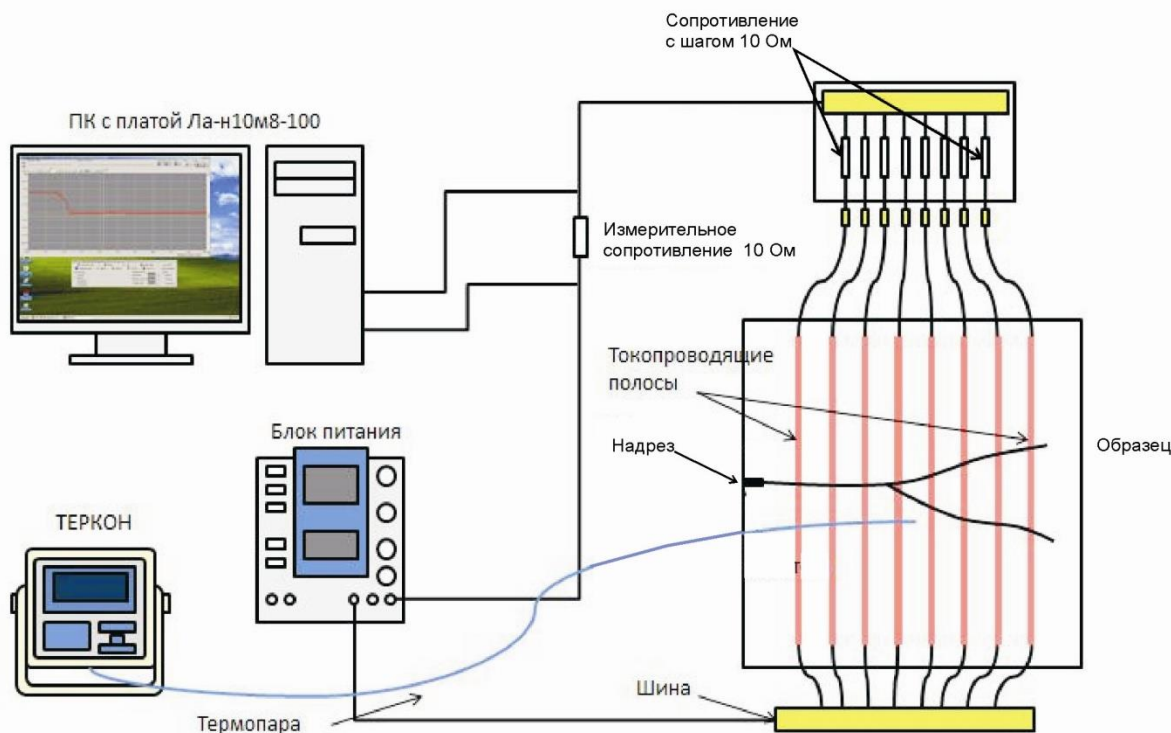 Сопротивление
с шагом 10 Ом
ПК с платой Ла-н10м8-100
Измерительное
сопротивление 10 Ом
Токопроводящие
полосы
Блок питания
Надрез
Образец
ТЕРКОН
г
Шина
Термопара